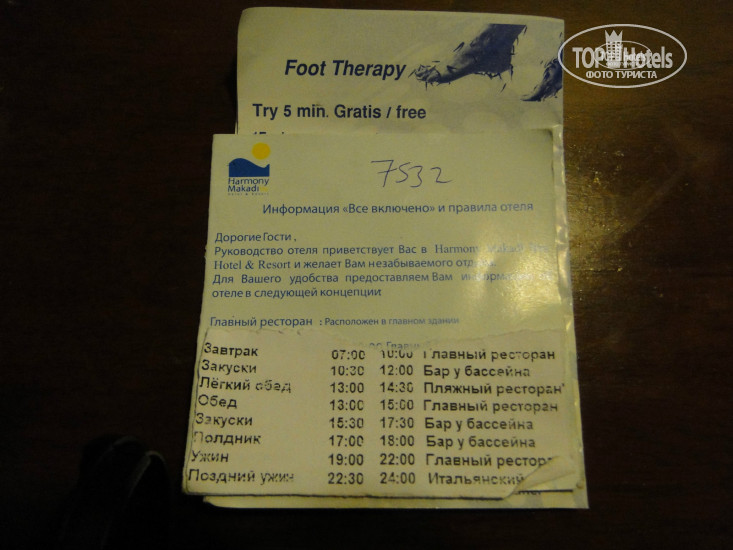 TOP Hotels
ФОТО ТУРИСТА
Foot Therapy
Try 5 min. Gratis / free
Harmony
Makadi
7532
Информация «Все включено» и правила отеля
Дорогие Гости ,
Руководство отеля приветствует Вас в Harmony
Hotel & Resort и желает Вам незабываемого
Для Вашего удобства предоставляем Вам
отеле в следующей концепции
Главный ресторан : Расположен в главном здании
Завтрак 07:00 10:00 Главный ресторан
Закуски 10:30 12:00 Бар у бассейна
Лёгкий обед 13:00 14:30 Пляжный ресторан
Обед 13:00 15:00 Главный ресторан
Закуски 15:30 17:30 Бар у бассейна
Полдник 17:00 18:00 Бар у бассейна
Ужин 19:00 22:00 Главный
Поздний ужин 22:30 24:00 Итальянский